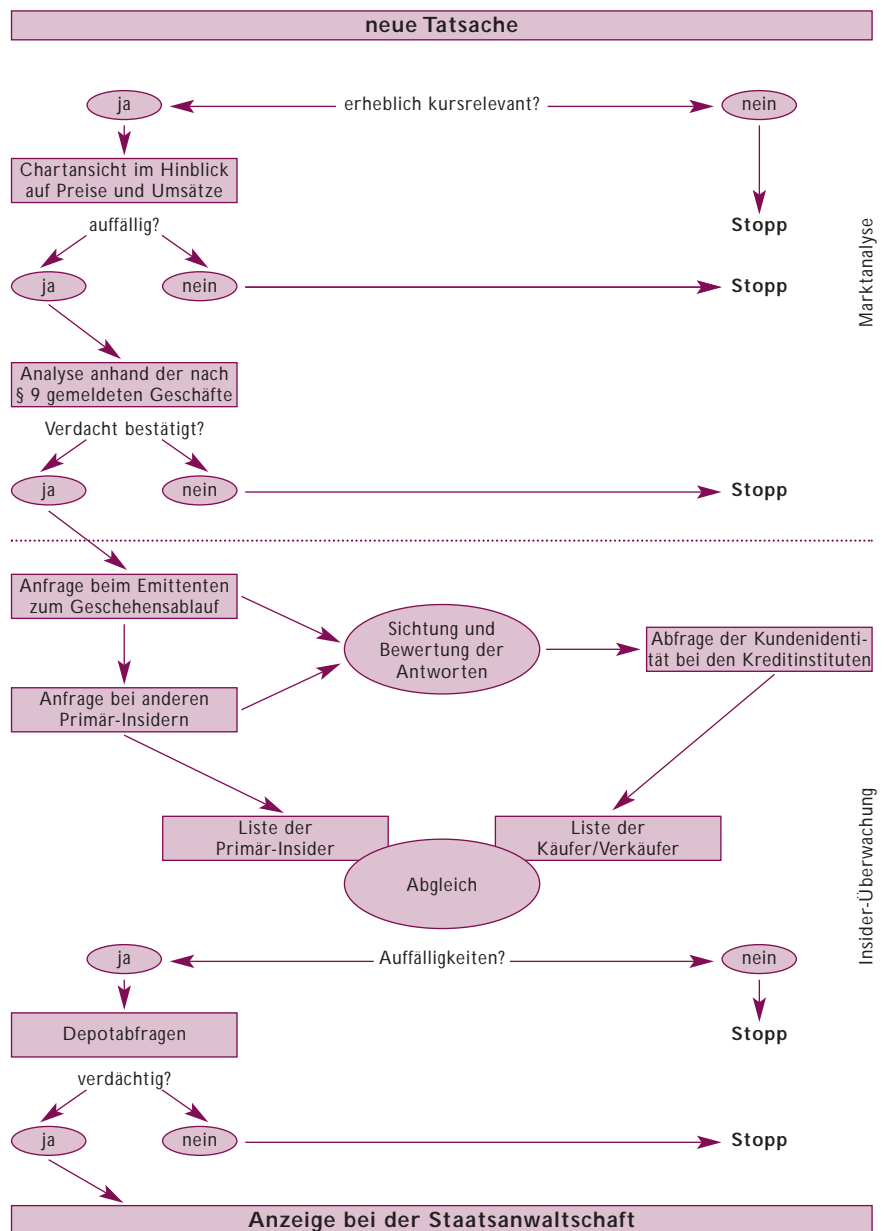 neue Tatsache
ja
erheblich kursrelevant?
nein
Chartansicht im Hinblick
auf Preise und Umsätze
Stopp
auffällig?
ja
nein
Stopp
Marktanalyse
Analyse anhand der nach
§ 9 gemeldeten Geschäfte
Verdacht bestätigt?
ja
nein
Stopp
Anfrage beim Emittenten
zum Geschehensablauf
Sichtung und
Bewertung der
Antworten
Abfrage der Kundenidenti-
tät bei den Kreditinstituten
Anfrage bei anderen
Primär-Insidern
Liste der
Primär-Insider
Liste der
Käufer/Verkäufer
Abgleich
Insider-Überwachung
ja
Auffälligkeiten?
nein
Depotabfragen
Stopp
verdächtig?
ja
nein
Stopp
Anzeige bei der Staatsanwaltschaft